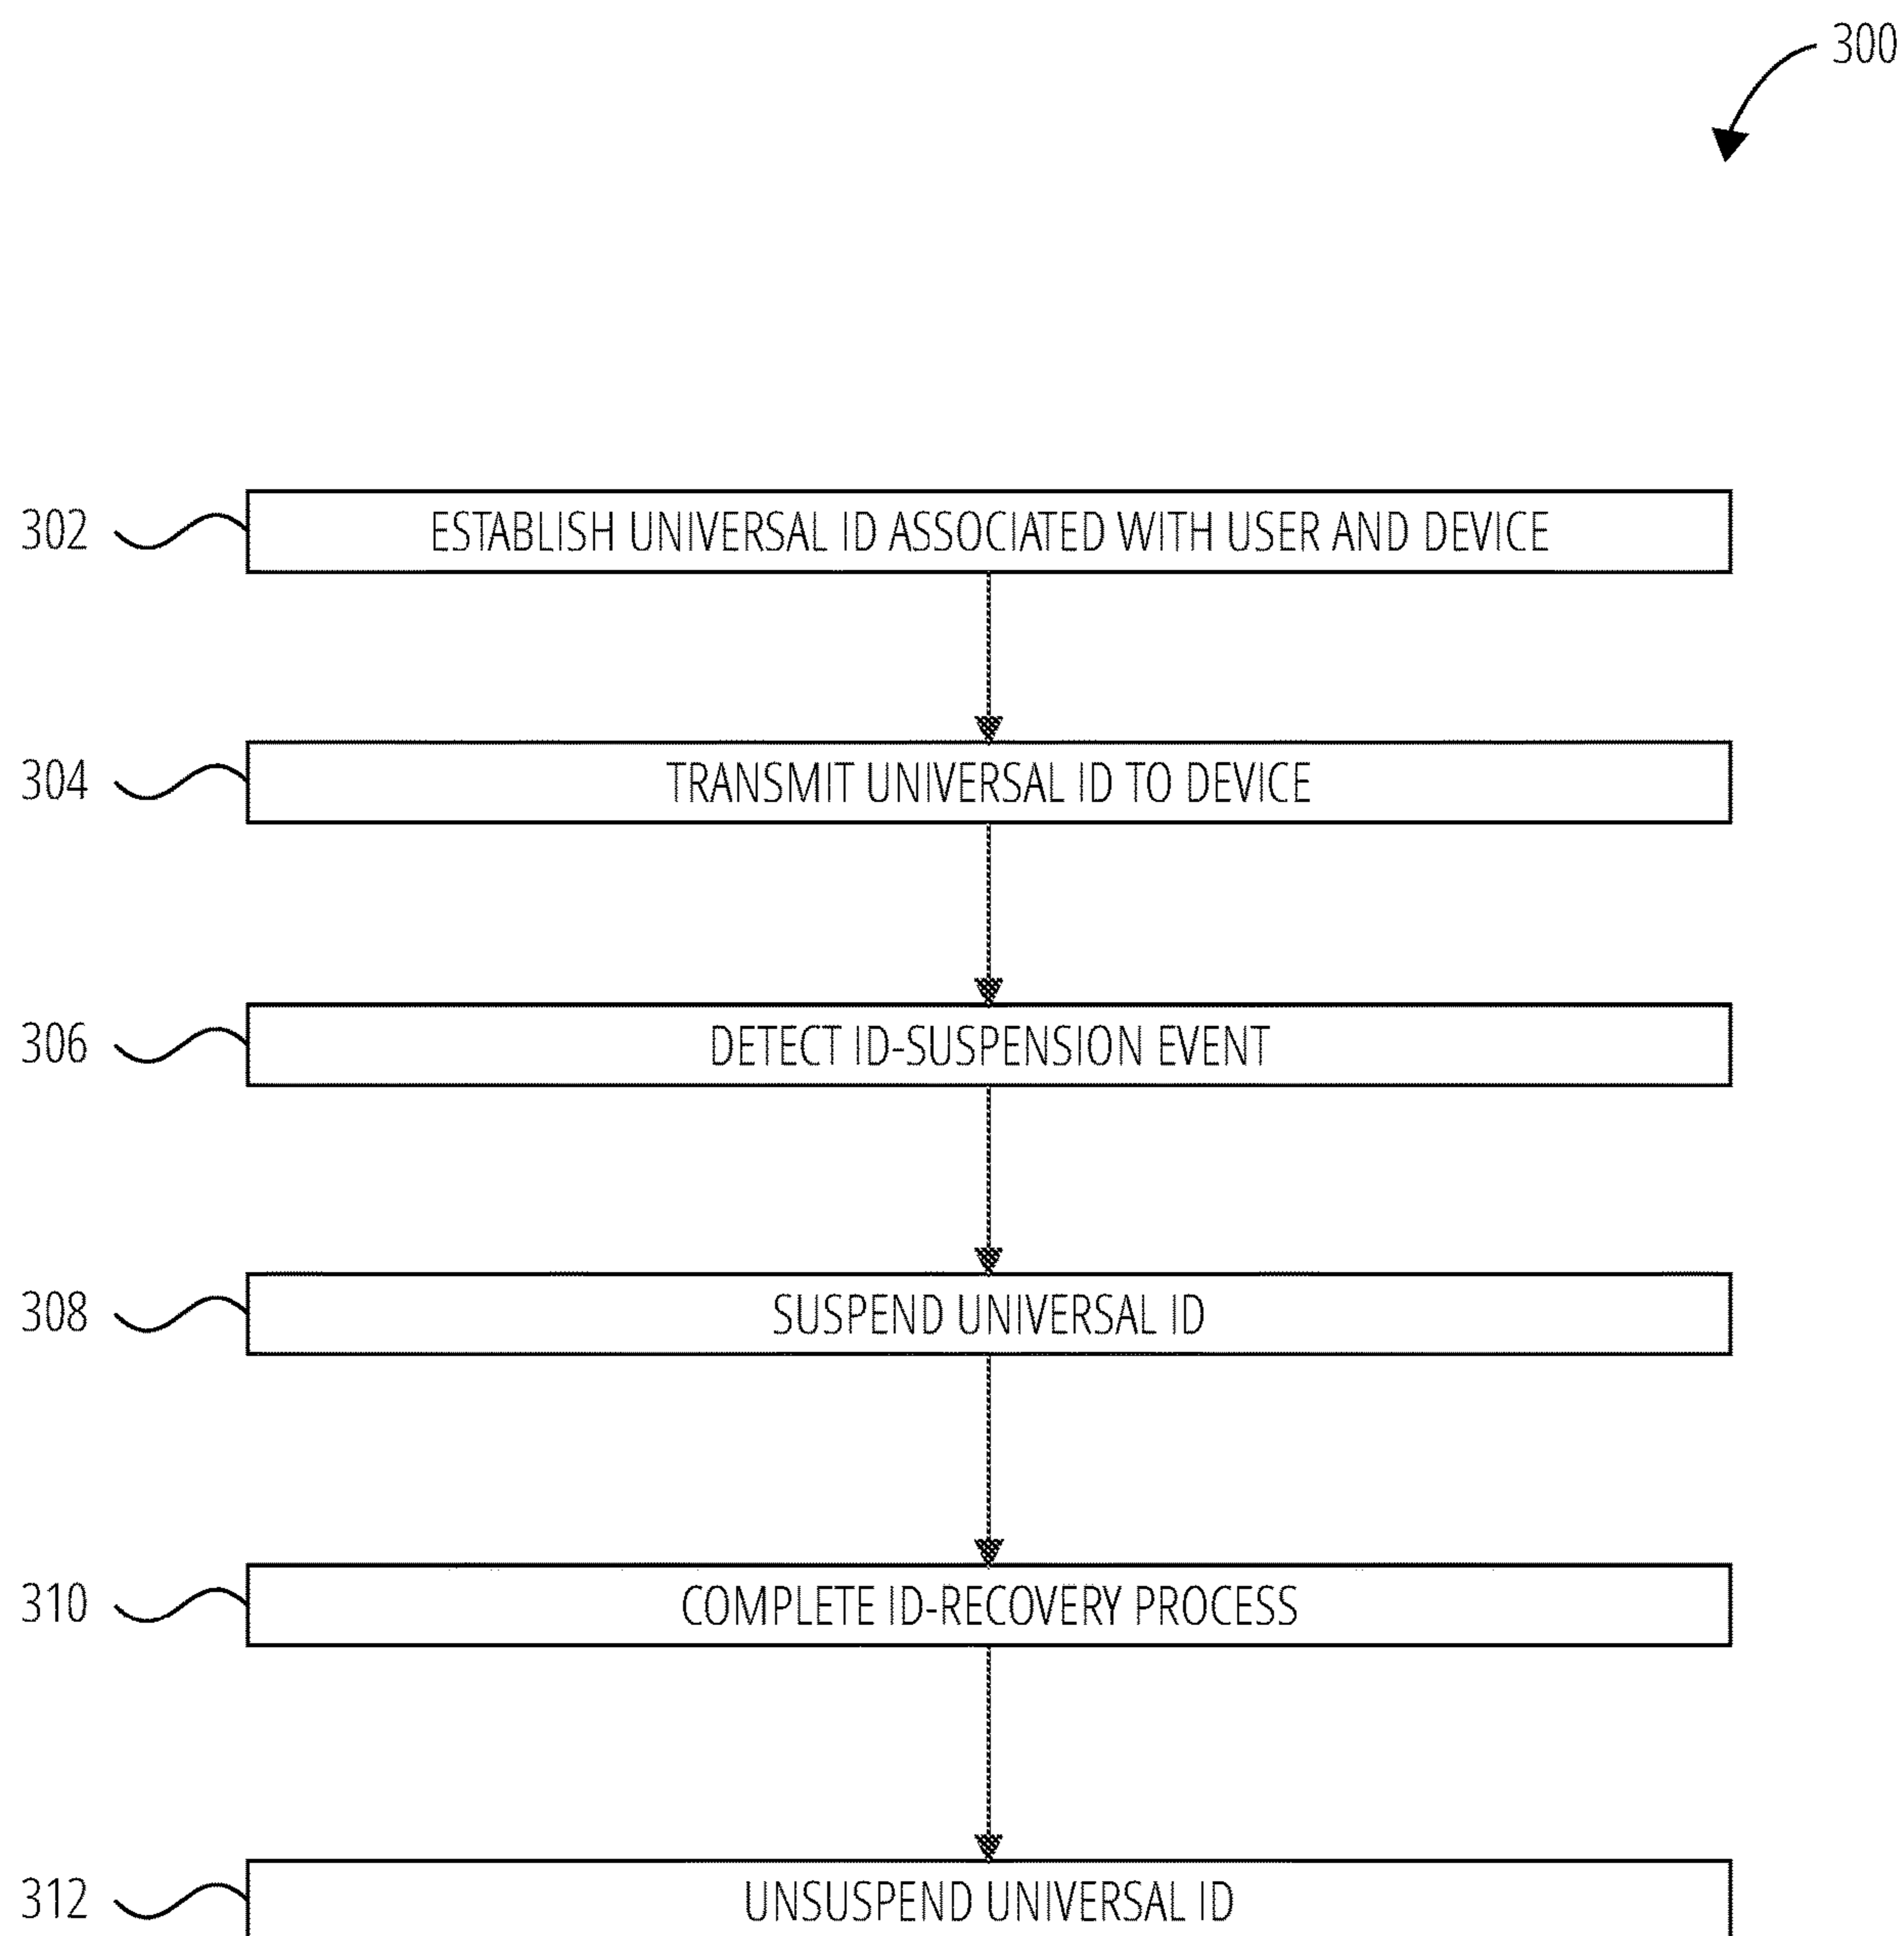 300
302 ESTABLISH UNIVERSAL ID ASSOCIATED WITH USER AND DEVICE
304 TRANSMIT UNIVERSAL ID TO DEVICE
306 DETECT ID-SUSPENSION EVENT
308 SUSPEND UNIVERSAL ID
310 COMPLETE ID-RECOVERY PROCESS
312 UNSUSPEND UNIVERSAL ID